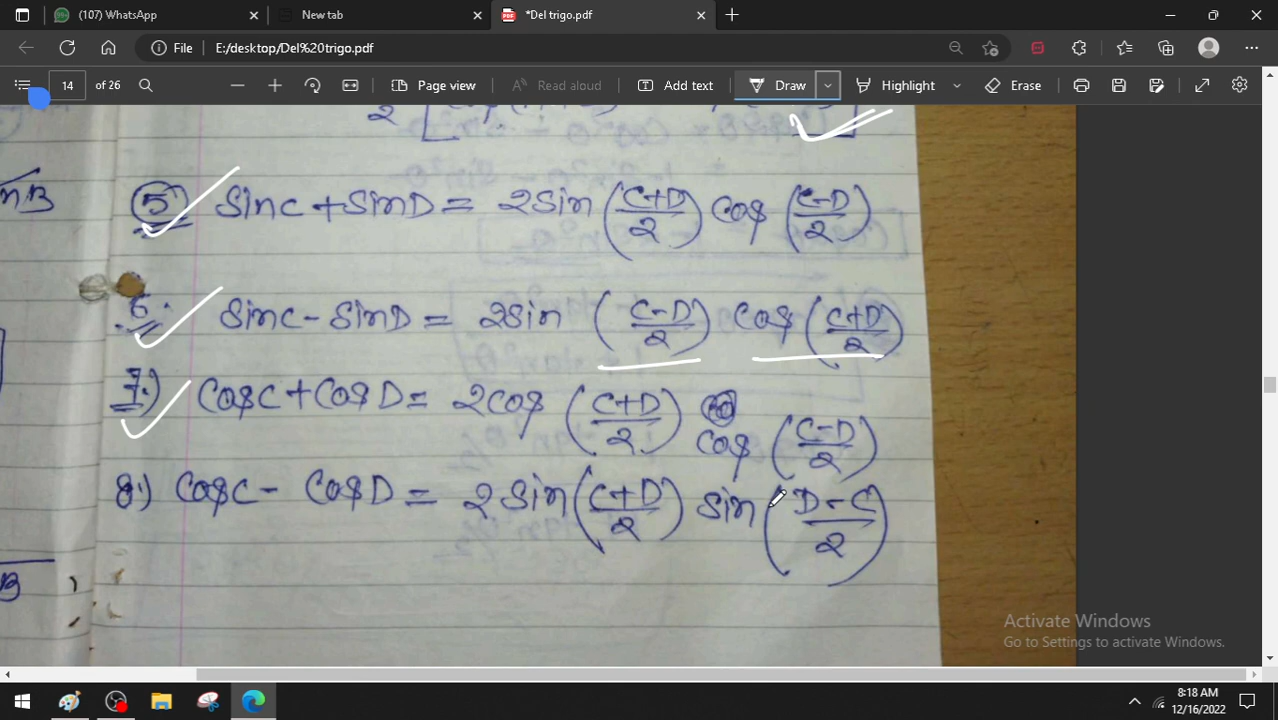 (107) WhatsApp
New tab
*Del trigo.pdf
File E:/desktop/Del%20trigo.pdf
14 of 26
Page view
Read aloud
Add text
Draw
Highlight
Erase
5) Sinc + SinD = 2Sin (C+D/2) Cos (C-D/2)
6. Sinc - SinD = 2Sin (C-D/2) Cos (C+D/2)
7.) CosC + CosD = 2Cos (C+D/2)
Cos (C-D/2)
8.) CosC - CosD = 2 Sin (C+D/2) Sin (D-C/2)
Activate Windows
Go to Settings to activate Windows.
8:18 AM
12/16/2022